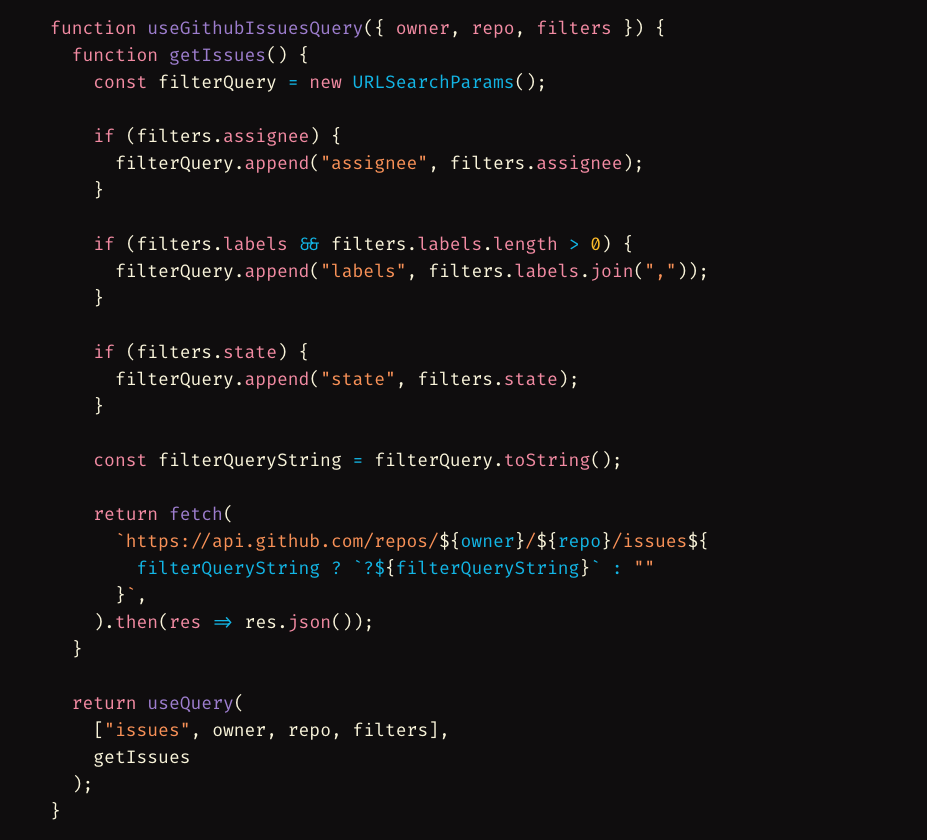 function useGithubIssuesQuery({ owner, repo, filters }) {
  function getIssues() {
    const filterQuery = new URLSearchParams();

    if (filters.assignee) {
      filterQuery.append("assignee", filters.assignee);
    }

    if (filters.labels && filters.labels.length > 0) {
      filterQuery.append("labels", filters.labels.join(","));
    }

    if (filters.state) {
      filterQuery.append("state", filters.state);
    }

    const filterQueryString = filterQuery.toString();

    return fetch(
      `https://api.github.com/repos/${owner}/${repo}/issues${
        filterQueryString ? `?${filterQueryString}` : ""
      }`,
    ).then(res => res.json());
  }

  return useQuery(
    ["issues", owner, repo, filters],
    getIssues
  );
}